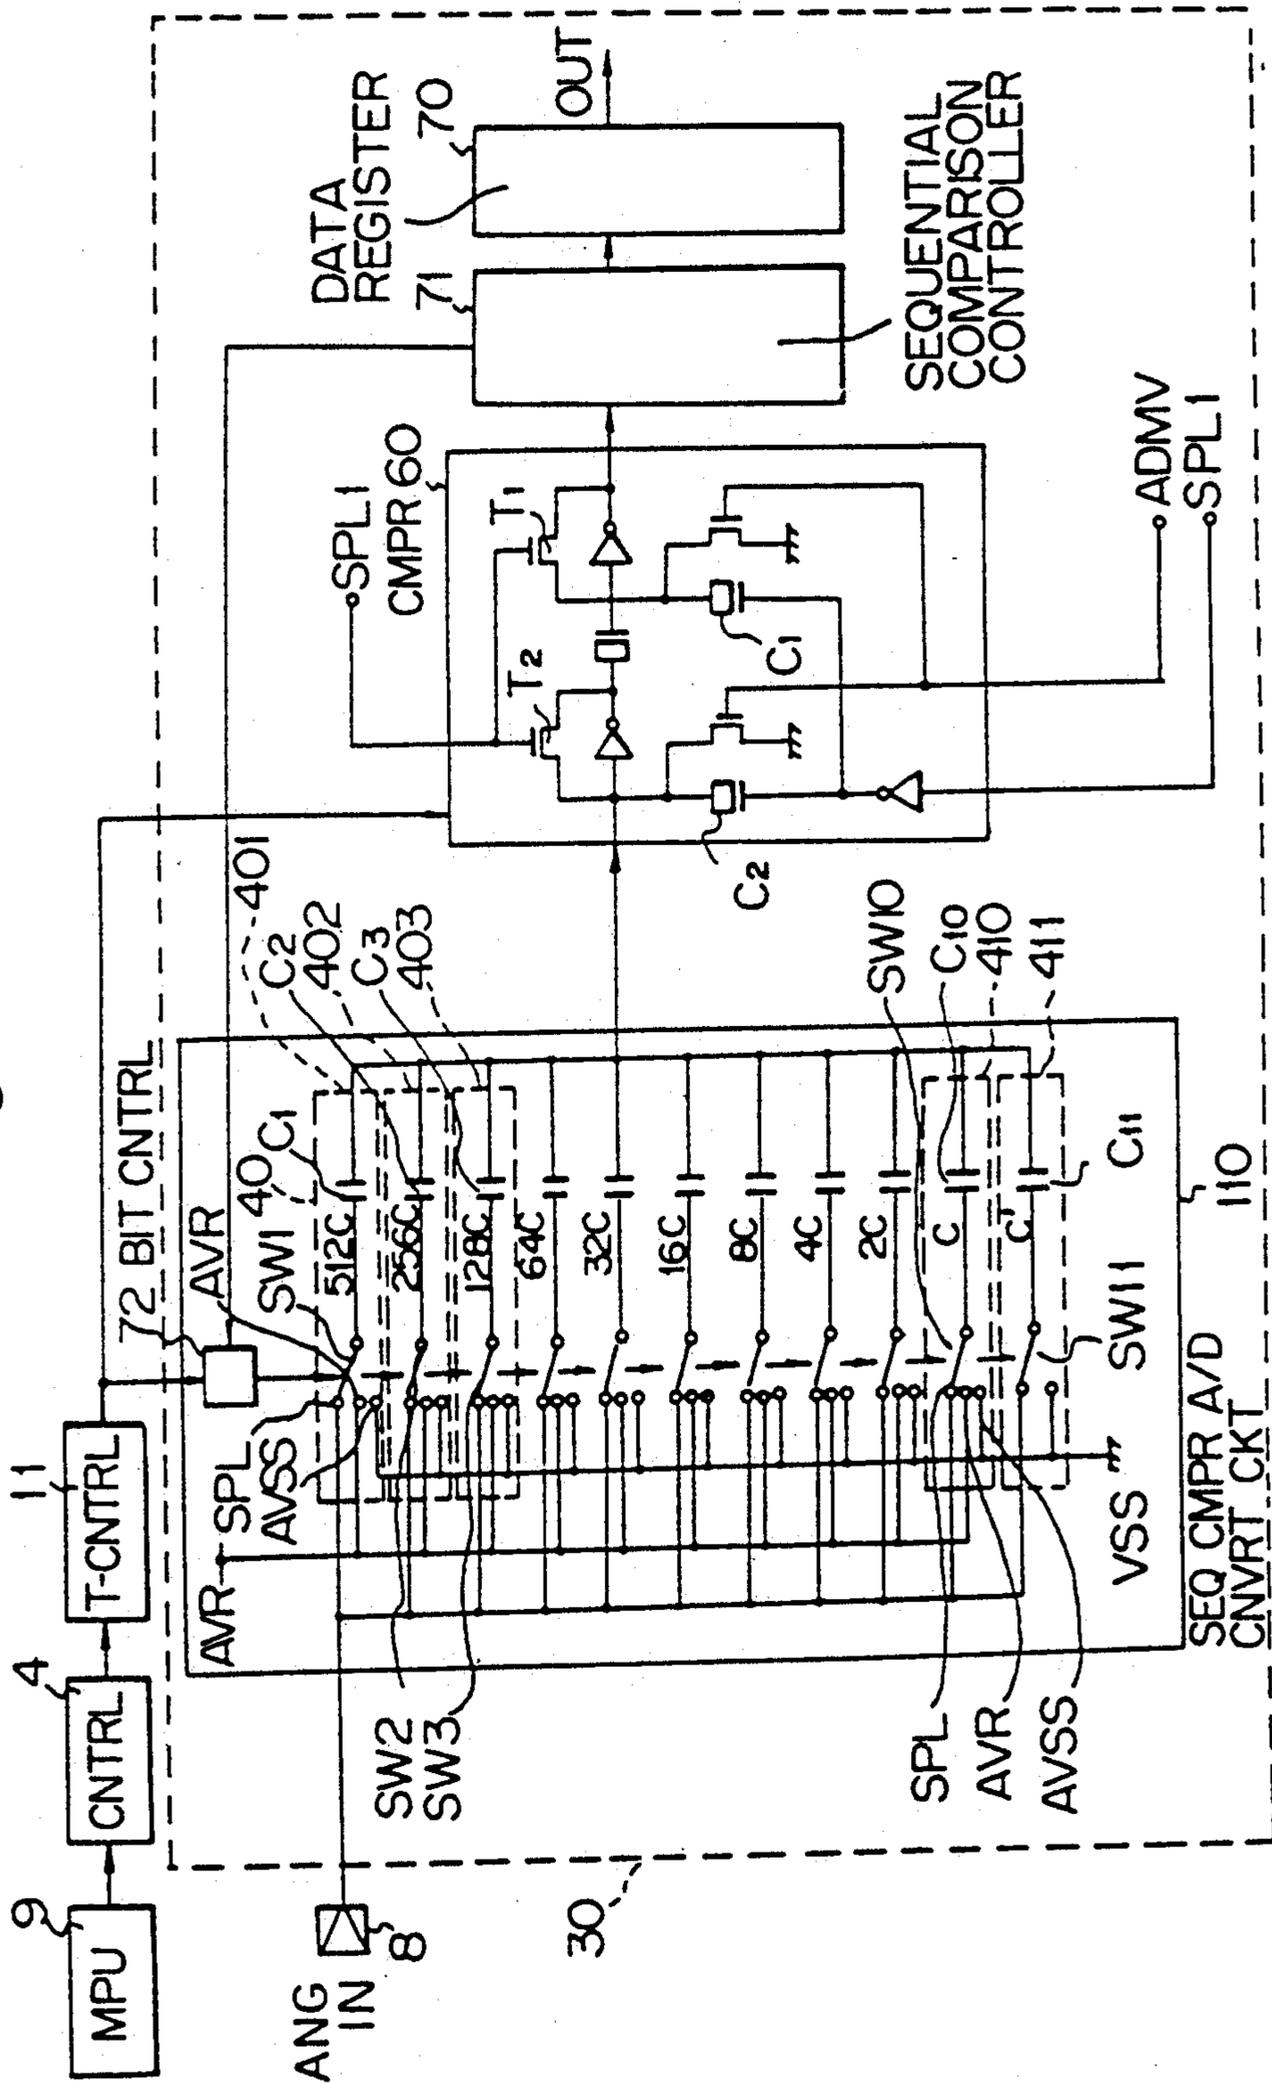 9
MPU
4
CNTRL
11
T-CNTRL
ANG
IN
8
30
72 BIT CNTRL
AVR
SPL
AVSS
AVR
SW1
40
C1
401
C2
402
C3
403
512C
256C
128C
64C
32C
16C
8C
4C
2C
C
C'
SW2
SW3
SPL
AVR
AVSS
VSS
SW11
C11
SW10
C10
410
411
110
SEQ CMPR A/D
CNVRT CKT
SPL1
CMPR 60
T2
T1
C2
C1
ADMV
SPL1
DATA
REGISTER
71
70
OUT
SEQUENTIAL
COMPARISON
CONTROLLER